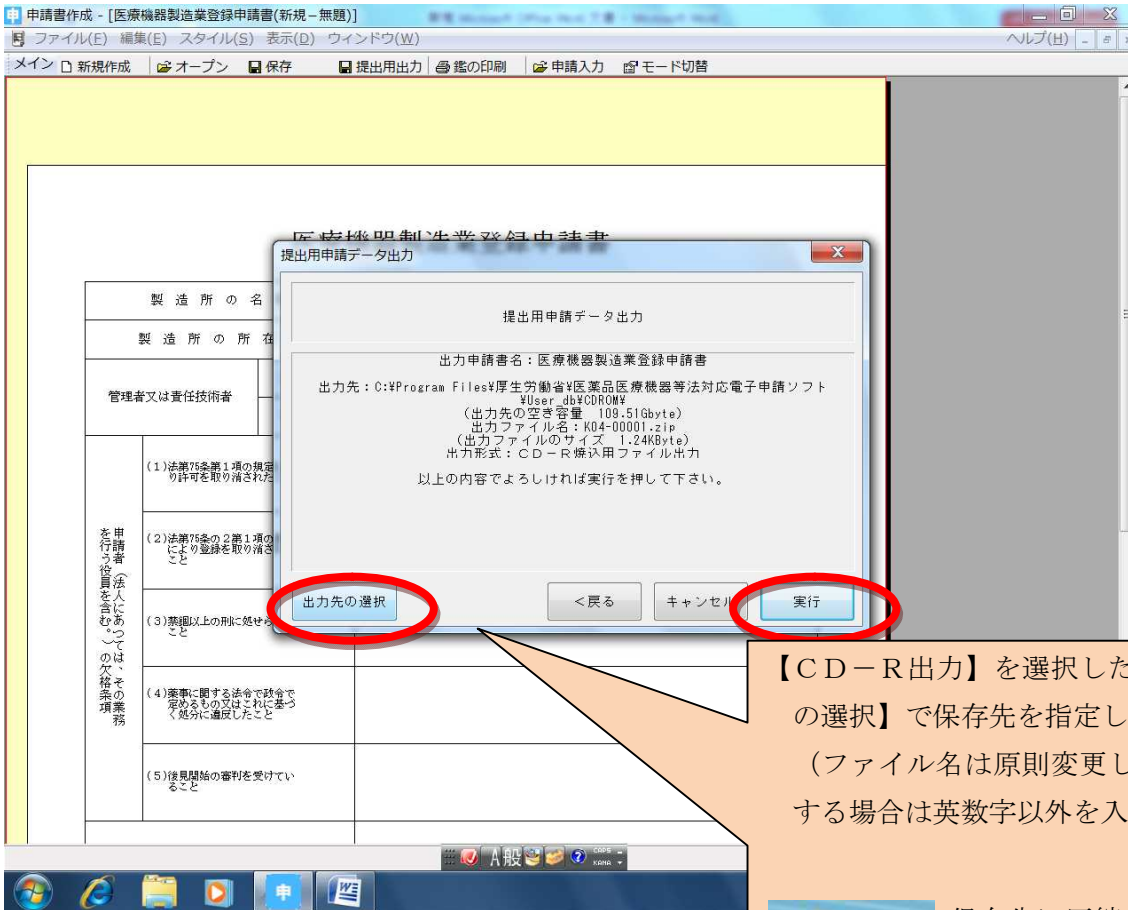 申請書作成 - [医療機器製造業登録申請書(新規－無題)]
ファイル(F) 編集(E) スタイル(S) 表示(D) ウィンドウ(W) ヘルプ(H)
メイン 新規作成 オープン 保存 提出用出力 鑑の印刷 申請入力 モード切替
医療機器製造業登録申請書
製造所の名
製造所の所在
管理者又は責任技術者
申請者（法人にあつては、その業務を行う役員を含む。）の欠格条項
(1)法第75条第1項の規定
り許可を取り消された
(2)法第75条の2第1項の
により登録を取り消さ
こと
(3)禁錮以上の刑に処せら
こと
(4)薬事に関する法令で政令で
定めるもの又はこれに基づ
く処分に違反したこと
(5)後見開始の審判を受けてい
ること
提出用申請データ出力
提出用申請データ出力
出力申請書名：医療機器製造業登録申請書
出力先：C:¥Program Files¥厚生労働省¥医薬品医療機器等法対応電子申請ソフト
¥User_db¥CDROM¥
(出力先の空き容量 109.51Gbyte)
出力ファイル名：K04-00001.zip
(出力ファイルのサイズ 1.24KByte)
出力形式：ＣＤ－Ｒ焼込用ファイル出力
以上の内容でよろしければ実行を押して下さい。
出力先の選択 <戻る キャンセル 実行
【ＣＤ－Ｒ出力】を選択した
の選択】で保存先を指定し
（ファイル名は原則変更し
する場合は英数字以外を入
A 般 CAPS KANA
申